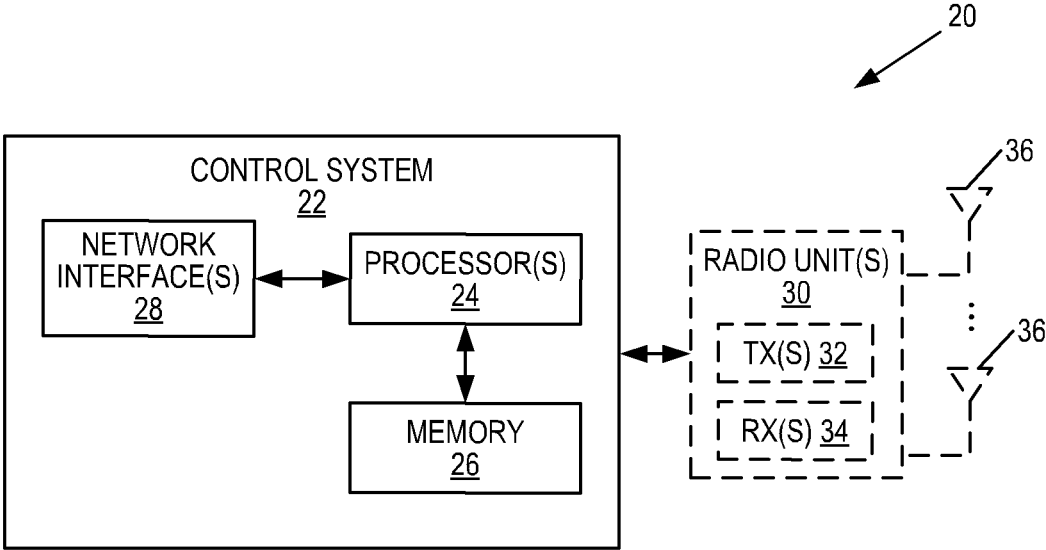 20
CONTROL SYSTEM
22
NETWORK
INTERFACE(S)
28
PROCESSOR(S)
24
MEMORY
26
RADIO UNIT(S)
30
TX(S) 32
RX(S) 34
36
36